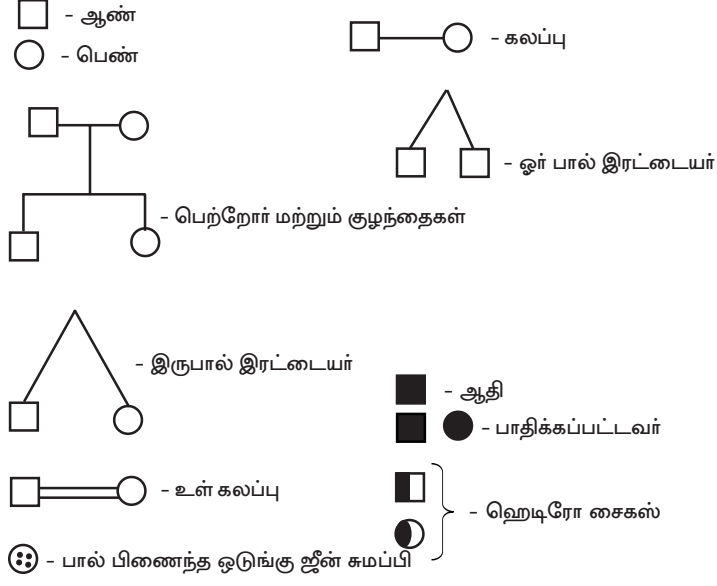 – ஆண்
– பெண்
– கலப்பு
– ஓர் பால் இரட்டையர்
– பெற்றோர் மற்றும் குழந்தைகள்
– இருபால் இரட்டையர்
– ஆதி
– பாதிக்கப்பட்டவர்
– உள் கலப்பு
– ஹெடிரோ சைகஸ்
– பால் பிணைந்த ஒடுங்கு ஜீன் சுமப்பி